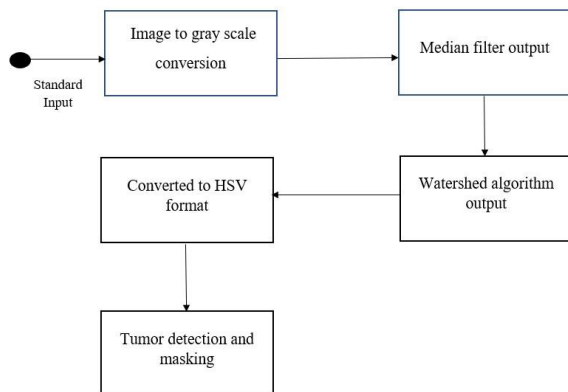 Standard
Input
Image to gray scale
conversion
Median filter output
Watershed algorithm
output
Converted to HSV
format
Tumor detection and
masking